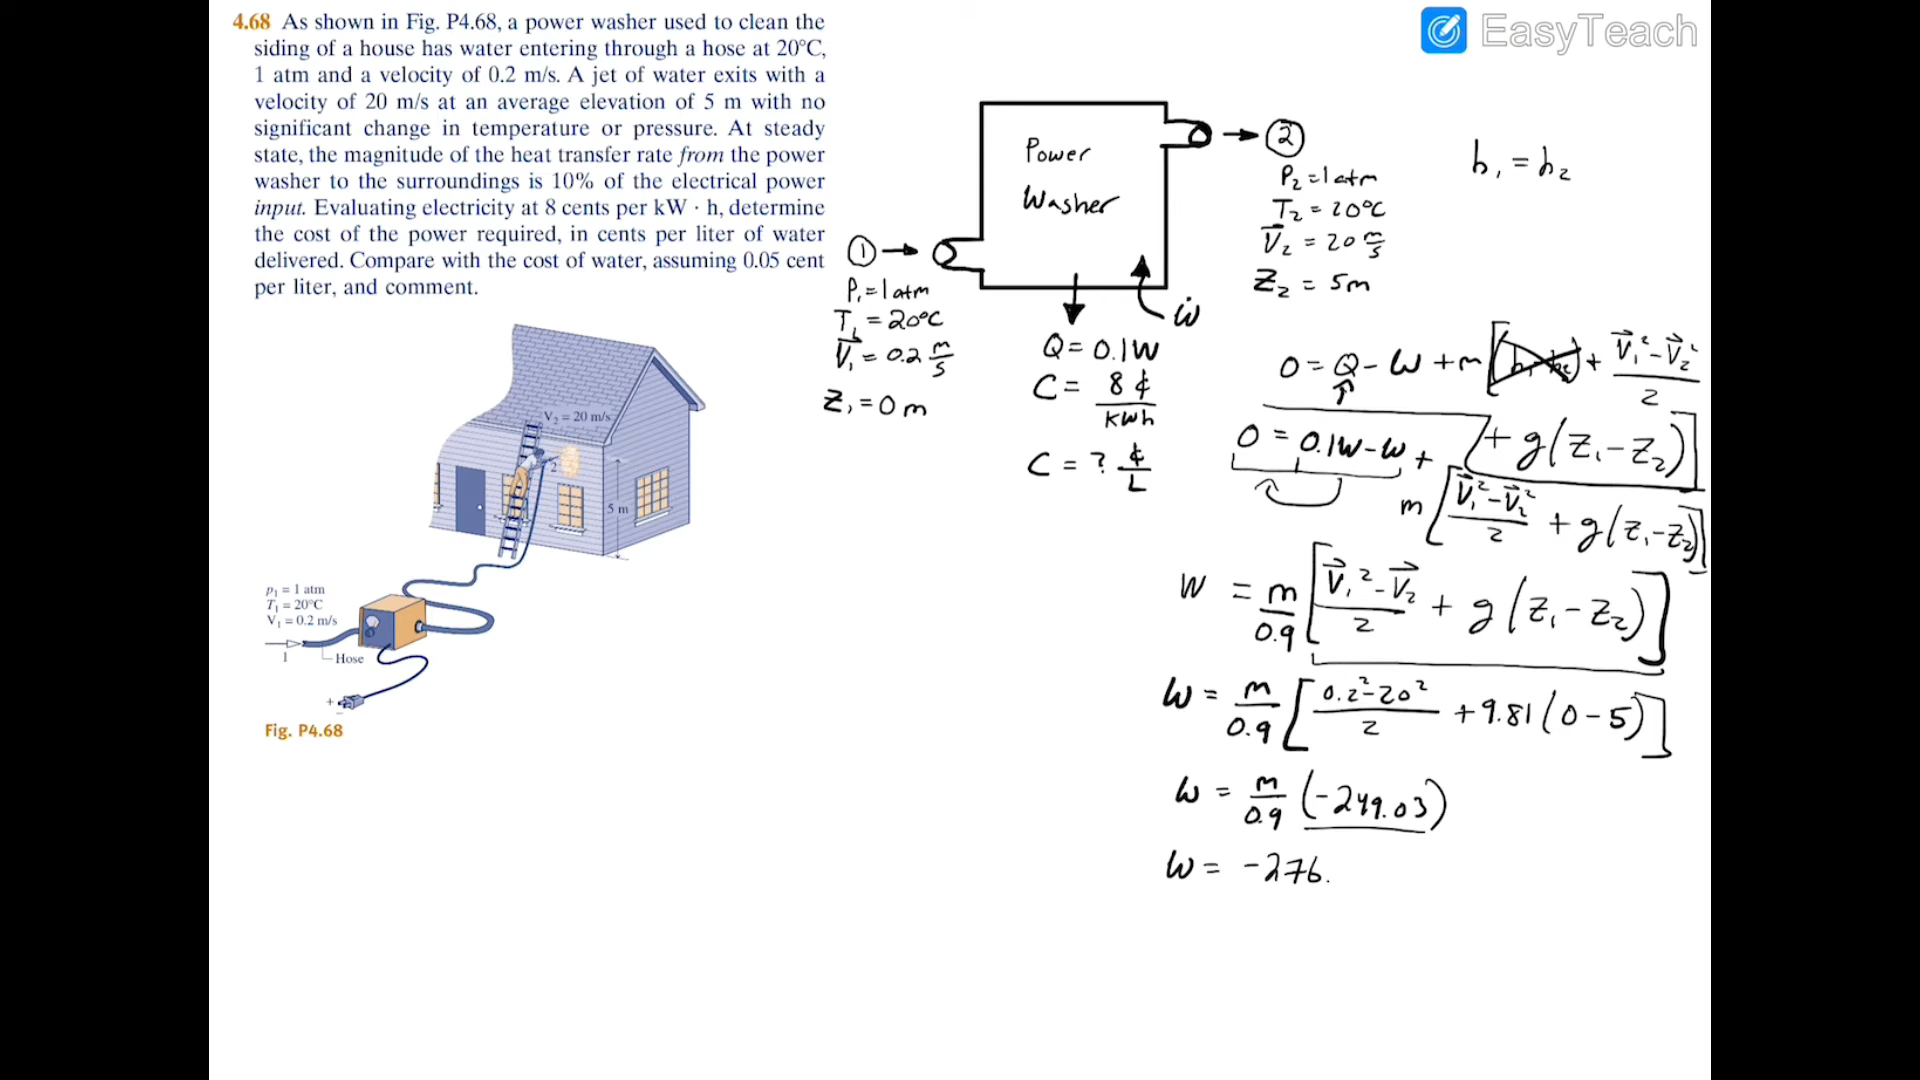 4.68 As shown in Fig. P4.68, a power washer used to clean the
siding of a house has water entering through a hose at 20°C,
1 atm and a velocity of 0.2 m/s. A jet of water exits with a
velocity of 20 m/s at an average elevation of 5 m with no
significant change in temperature or pressure. At steady
state, the magnitude of the heat transfer rate from the power
washer to the surroundings is 10% of the electrical power
input. Evaluating electricity at 8 cents per kW · h, determine
the cost of the power required, in cents per liter of water
delivered. Compare with the cost of water, assuming 0.05 cent
per liter, and comment.
V₂ = 20 m/s
2
5 m
p₁ = 1 atm
T₁ = 20°C
V₁ = 0.2 m/s
1
Hose
+
–
Fig. P4.68
EasyTeach
Power
Washer
①
P₁ = 1 atm
T₁ = 20°C
V₁ = 0.2 m/s
Z₁ = 0 m
②
P₂ = 1 atm
T₂ = 20°C
V₂ = 20 m/s
Z₂ = 5m
ẇ
Q = 0.1W
C = 8 ¢/kwh
C = ? ¢/L
h₁ = h₂
0 = Q - W + m [(h₁-h₂) + (V₁² - V₂²)/2
+ g(Z₁ - Z₂)]
0 = 0.1W - W +
m [(V₁² - V₂²)/2 + g(Z₁ - Z₂)]
W = m/0.9 [(V₁² - V₂²)/2 + g(Z₁ - Z₂)]
W = m/0.9 [(0.2² - 20²)/2 + 9.81(0 - 5)]
W = m/0.9 (-249.03)
W = -276.